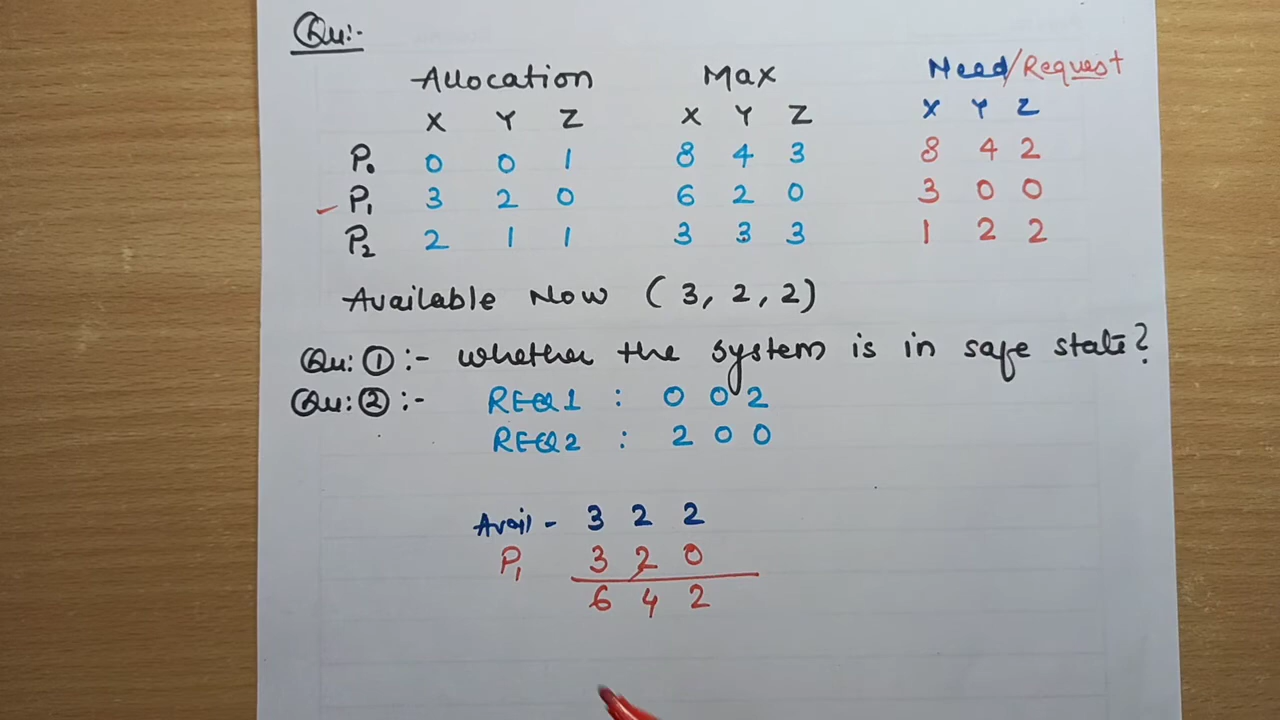 Qu:-
Allocation Max Need/Request
X Y Z X Y Z X Y Z
P₀ 0 0 1 8 4 3 8 4 2
P₁ 3 2 0 6 2 0 3 0 0
P₂ 2 1 1 3 3 3 1 2 2
Available Now (3, 2, 2)
Qu: ① :- Whether the system is in safe state?
Qu: ② :- REQ1 : 0 0 2
REQ2 : 2 0 0
Avail - 3 2 2
P₁ 3 2 0
6 4 2